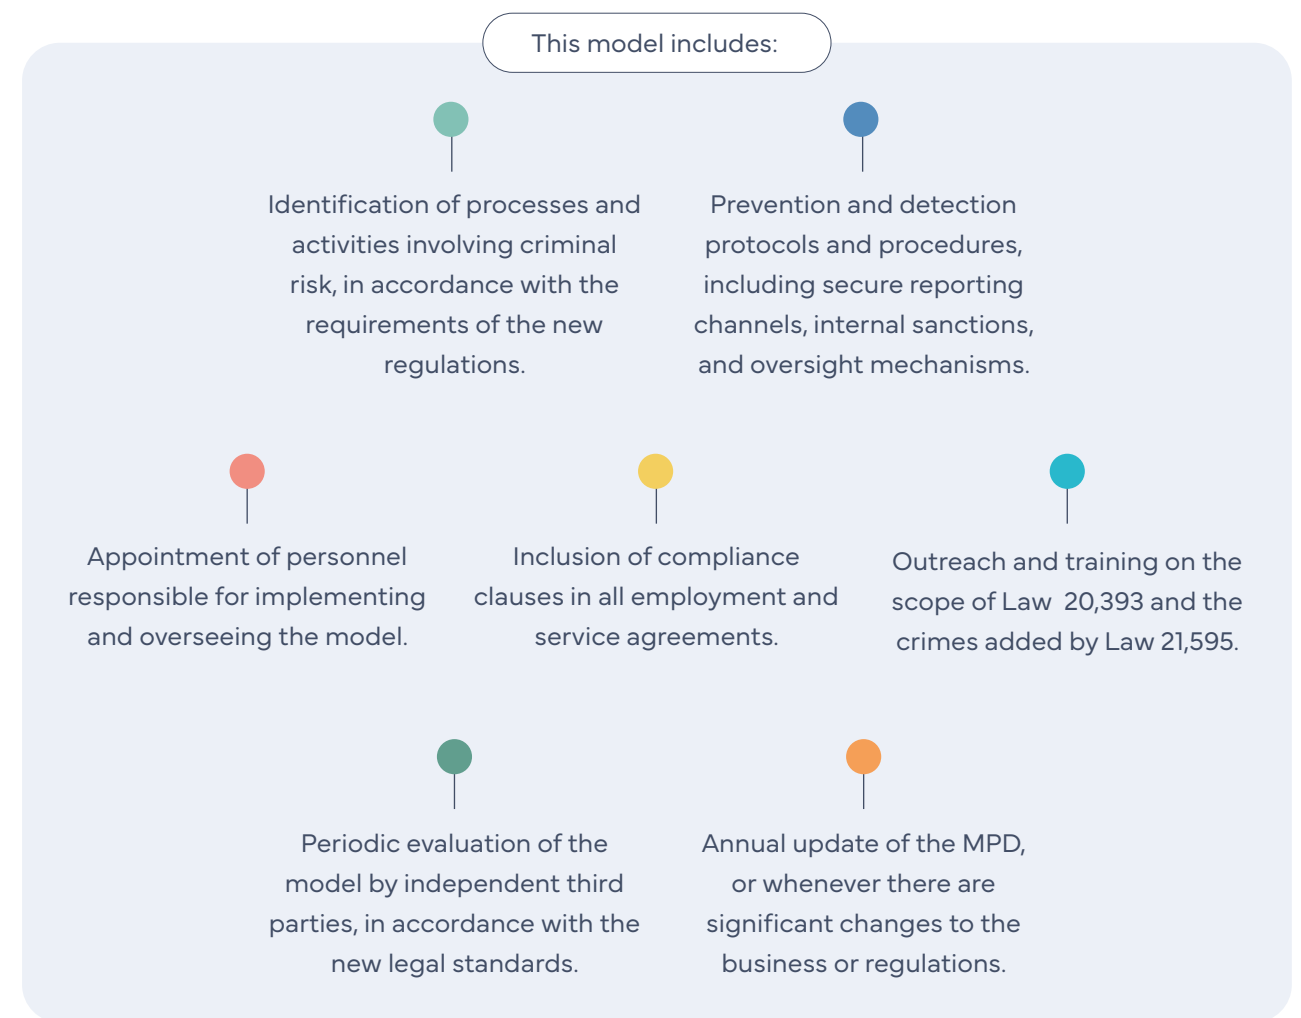 This model includes:
Identification of processes and
activities involving criminal
risk, in accordance with the
requirements of the new
regulations.
Prevention and detection
protocols and procedures,
including secure reporting
channels, internal sanctions,
and oversight mechanisms.
Appointment of personnel
responsible for implementing
and overseeing the model.
Inclusion of compliance
clauses in all employment and
service agreements.
Outreach and training on the
scope of Law  20,393 and the
crimes added by Law 21,595.
Periodic evaluation of the
model by independent third
parties, in accordance with the
new legal standards.
Annual update of the MPD,
or whenever there are
significant changes to the
business or regulations.